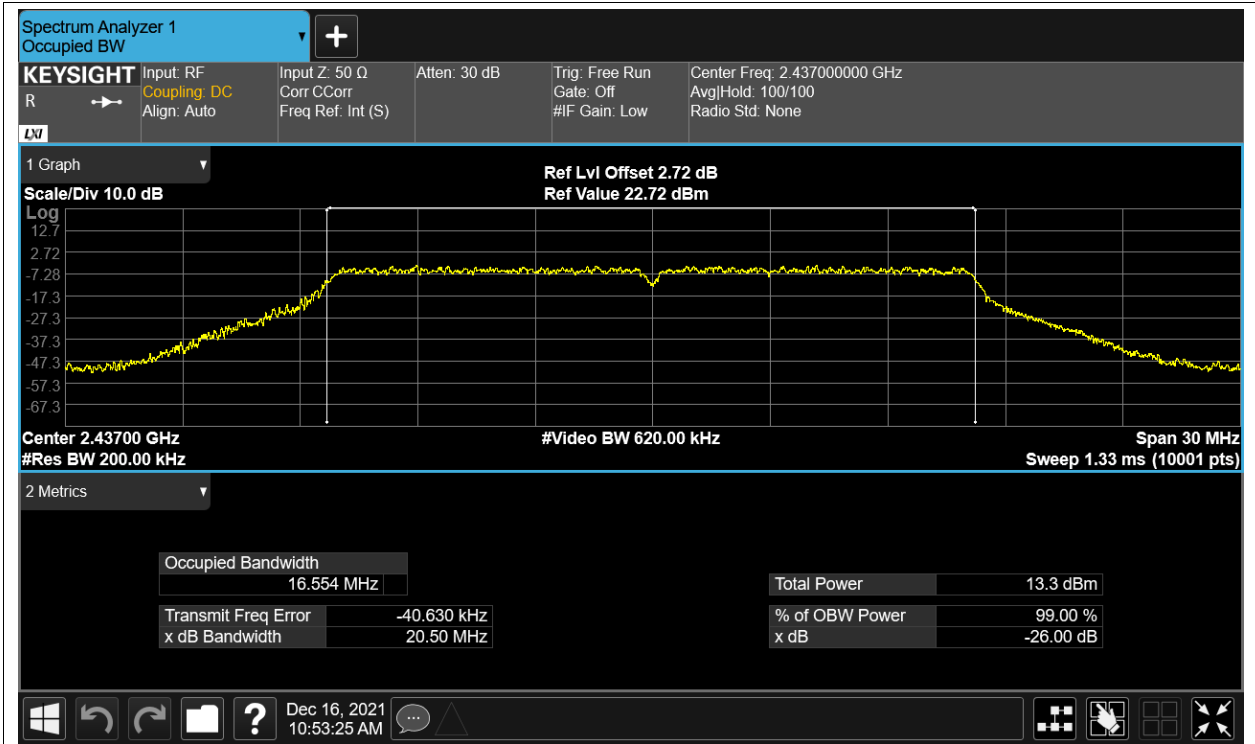 Spectrum Analyzer 1
Occupied BW
KEYSIGHT
R
LXI
Input: RF
Coupling: DC
Align: Auto
Input Z: 50 Ω
Corr CCorr
Freq Ref: Int (S)
Atten: 30 dB
Trig: Free Run
Gate: Off
#IF Gain: Low
Center Freq: 2.437000000 GHz
Avg|Hold: 100/100
Radio Std: None
1 Graph
Scale/Div 10.0 dB
Ref Lvl Offset 2.72 dB
Ref Value 22.72 dBm
Log
12.7
2.72
-7.28
-17.3
-27.3
-37.3
-47.3
-57.3
-67.3
Center 2.43700 GHz
#Video BW 620.00 kHz
Span 30 MHz
#Res BW 200.00 kHz
Sweep 1.33 ms (10001 pts)
2 Metrics
Occupied Bandwidth
16.554 MHz
Transmit Freq Error -40.630 kHz
x dB Bandwidth 20.50 MHz
Total Power 13.3 dBm
% of OBW Power 99.00 %
x dB -26.00 dB
?
Dec 16, 2021
10:53:25 AM